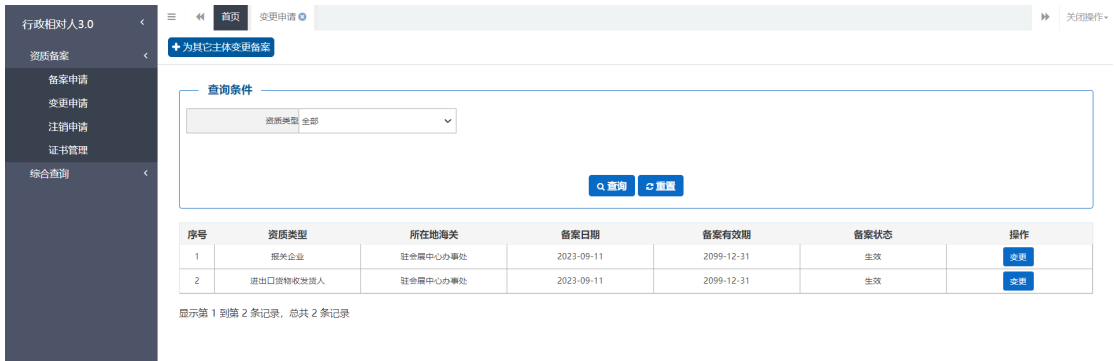 行政相对人3.0
首页 变更申请 关闭操作
资质备案
为其它主体变更备案
备案申请
变更申请
注销申请
证书管理
综合查询
查询条件
资质类型 全部
查询 重置
序号 资质类型 所在地海关 备案日期 备案有效期 备案状态 操作
1 报关企业 驻会展中心办事处 2023-09-11 2099-12-31 生效 变更
2 进出口货物收发货人 驻会展中心办事处 2023-09-11 2099-12-31 生效 变更
显示第 1 到第 2 条记录，总共 2 条记录